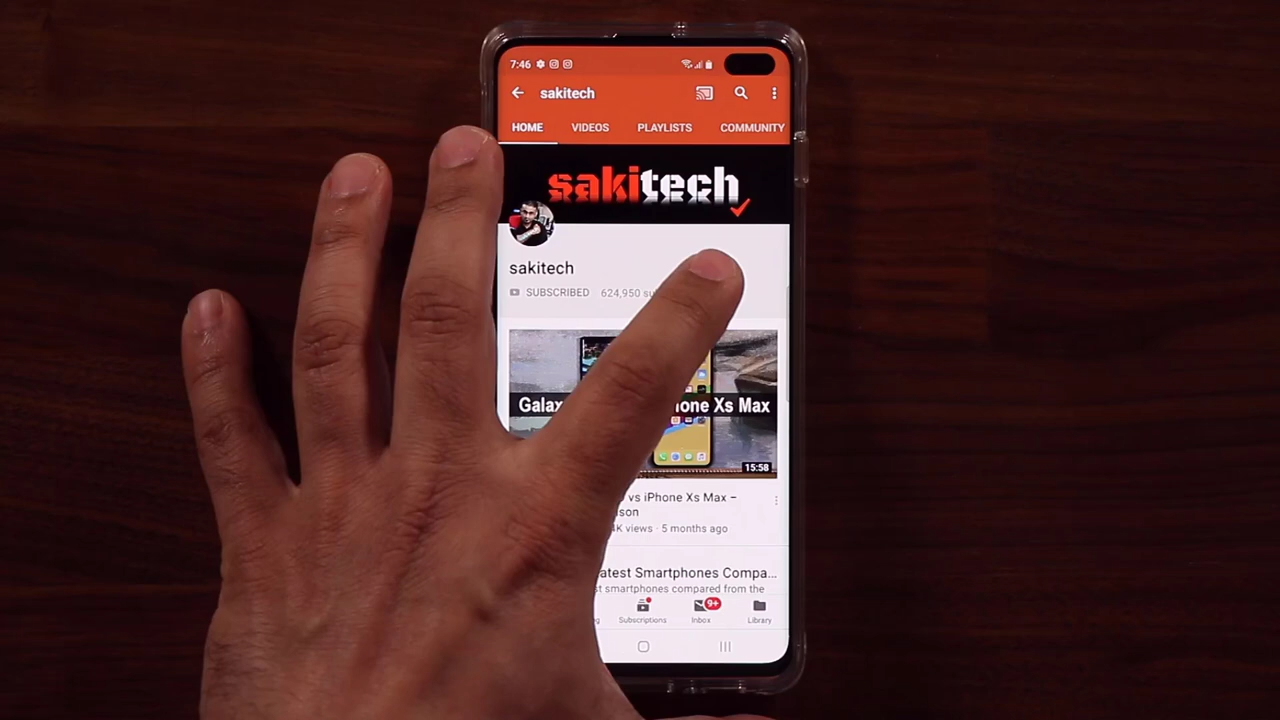 7:46
sakitech
HOME VIDEOS PLAYLISTS COMMUNITY
sakitech
sakitech
SUBSCRIBED 624,950 su
Galax one Xs Max
15:58
vs iPhone Xs Max –
son
K views · 5 months ago
atest Smartphones Compa...
st smartphones compared from the
9+
Subscriptions Inbox Library